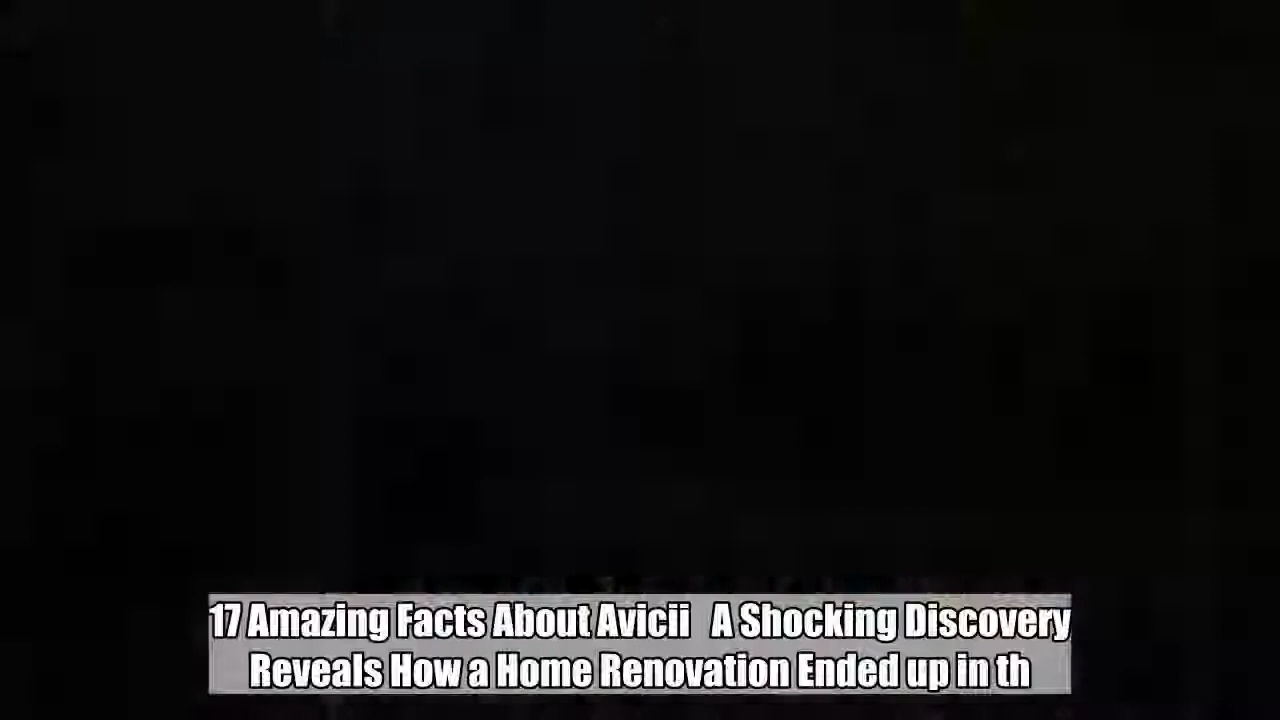 17 Amazing Facts About Avicii   A Shocking Discovery
Reveals How a Home Renovation Ended up in th